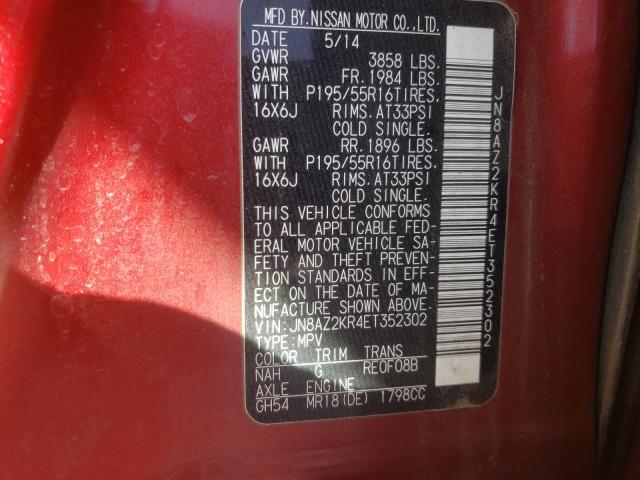 MFD BY.NISSAN MOTOR CO.,LTD.
DATE 5/14
GVWR 3858 LBS.
GAWR FR.1984 LBS.
WITH P195/55R16TIRES.
16X6J RIMS.AT33PSI
COLD SINGLE.
GAWR RR.1896 LBS.
WITH P195/55R16TIRES.
16X6J RIMS.AT33PSI
COLD SINGLE.
THIS VEHICLE CONFORMS
TO ALL APPLICABLE FED-
ERAL MOTOR VEHICLE SA-
FETY AND THEFT PREVEN-
TION STANDARDS IN EFF-
ECT ON THE DATE OF MA-
NUFACTURE SHOWN ABOVE.
VIN:JN8AZ2KR4ET352302
TYPE:MPV
COLOR TRIM TRANS
NAH G RE0F08B
AXLE ENGINE
GH54 MR18(DE) 1798CC
JN8AZ2KR4ET352302